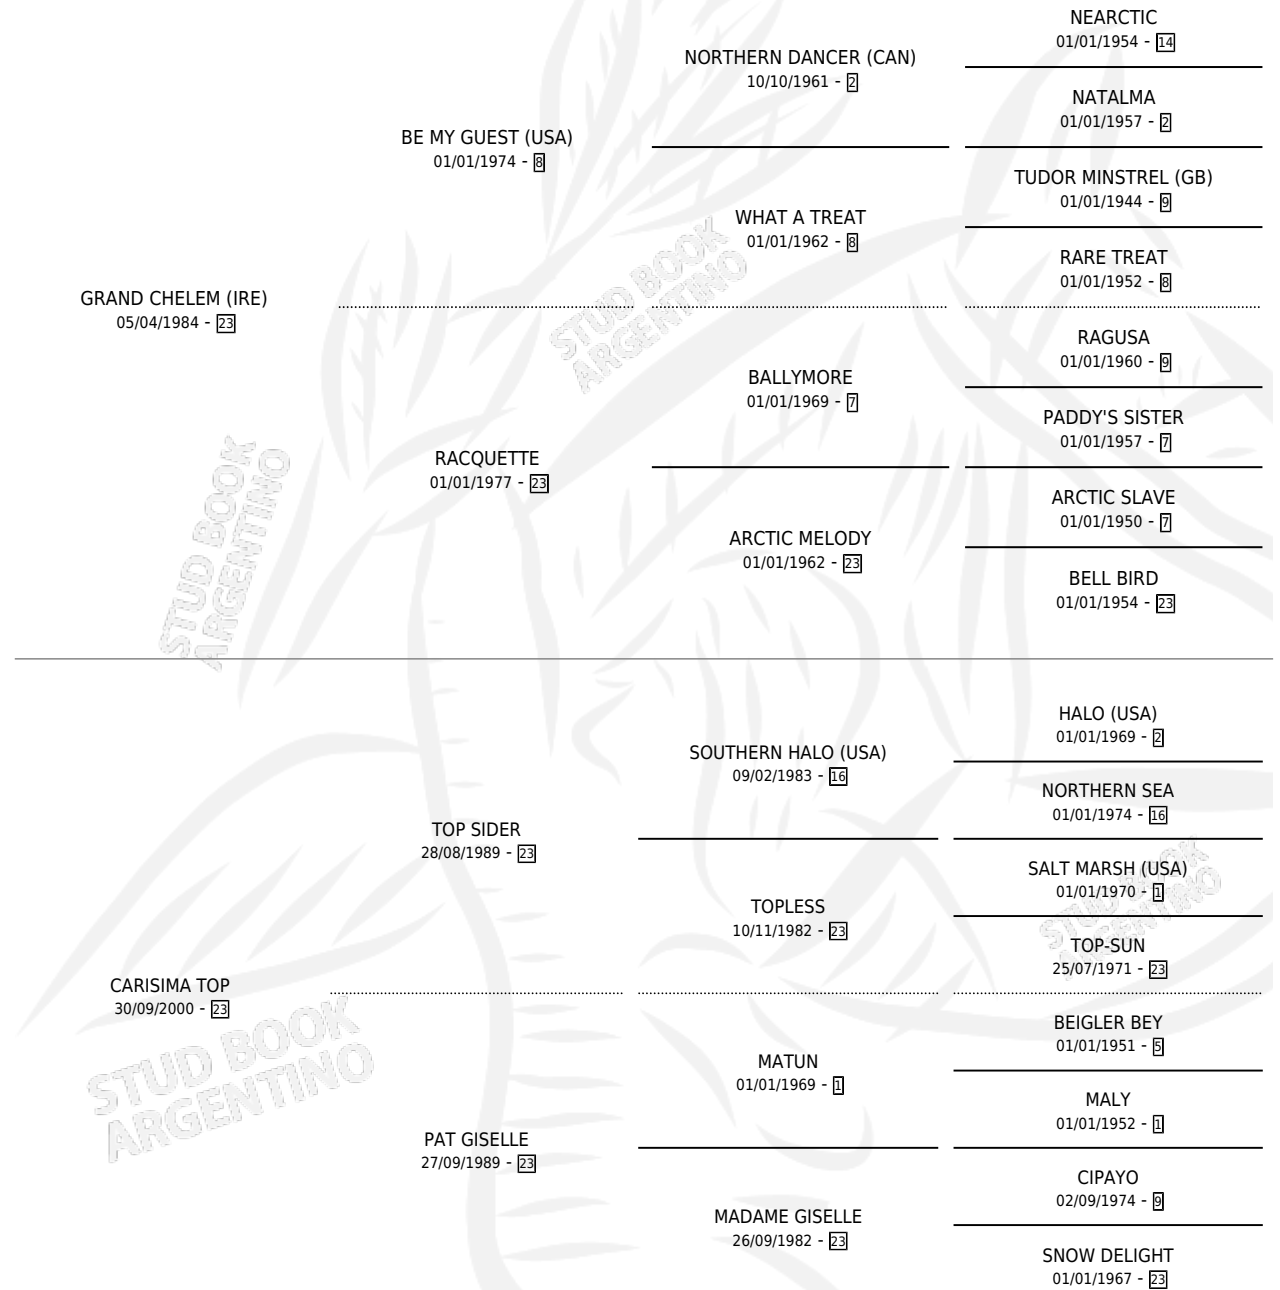 NEARCTIC
01/01/1954 - 14
NORTHERN DANCER (CAN)
10/10/1961 - 2
NATALMA
01/01/1957 - 2
BE MY GUEST (USA)
01/01/1974 - 8
TUDOR MINSTREL (GB)
01/01/1944 - 9
WHAT A TREAT
01/01/1962 - 8
RARE TREAT
01/01/1952 - 8
GRAND CHELEM (IRE)
05/04/1984 - 23
STUD BOOK
ARGENTINO
RAGUSA
01/01/1960 - 9
BALLYMORE
01/01/1969 - 7
PADDY'S SISTER
01/01/1957 - 7
RACQUETTE
01/01/1977 - 23
ARCTIC SLAVE
01/01/1950 - 7
ARCTIC MELODY
01/01/1962 - 23
BELL BIRD
01/01/1954 - 23
STUD BOOK
ARGENTINO
HALO (USA)
01/01/1969 - 2
SOUTHERN HALO (USA)
09/02/1983 - 16
NORTHERN SEA
01/01/1974 - 16
TOP SIDER
28/08/1989 - 23
SALT MARSH (USA)
01/01/1970 - 1
TOPLESS
10/11/1982 - 23
STUD BOOK
ARGENTINO
TOP-SUN
25/07/1971 - 23
CARISIMA TOP
30/09/2000 - 23
BEIGLER BEY
01/01/1951 - 5
MATUN
01/01/1969 - 1
STUD BOOK
ARGENTINO
MALY
01/01/1952 - 1
PAT GISELLE
27/09/1989 - 23
CIPAYO
02/09/1974 - 9
MADAME GISELLE
26/09/1982 - 23
SNOW DELIGHT
01/01/1967 - 23